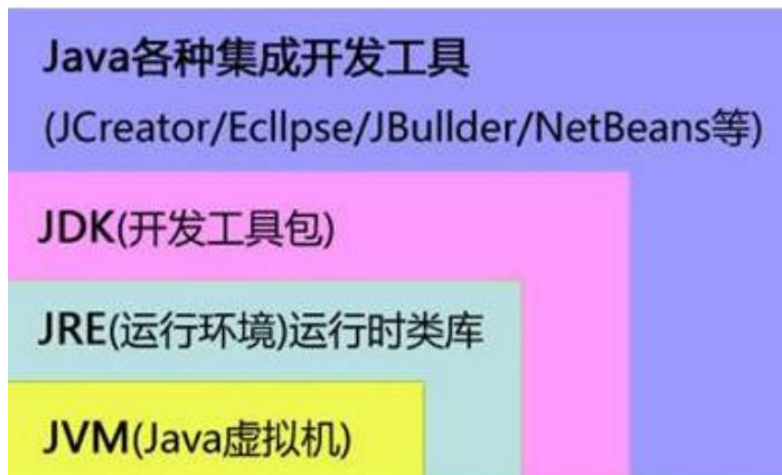 Java各种集成开发工具
(JCreator/Ecllpse/JBullder/NetBeans等)
JDK(开发工具包)
JRE(运行环境)运行时类库
JVM(Java虚拟机)